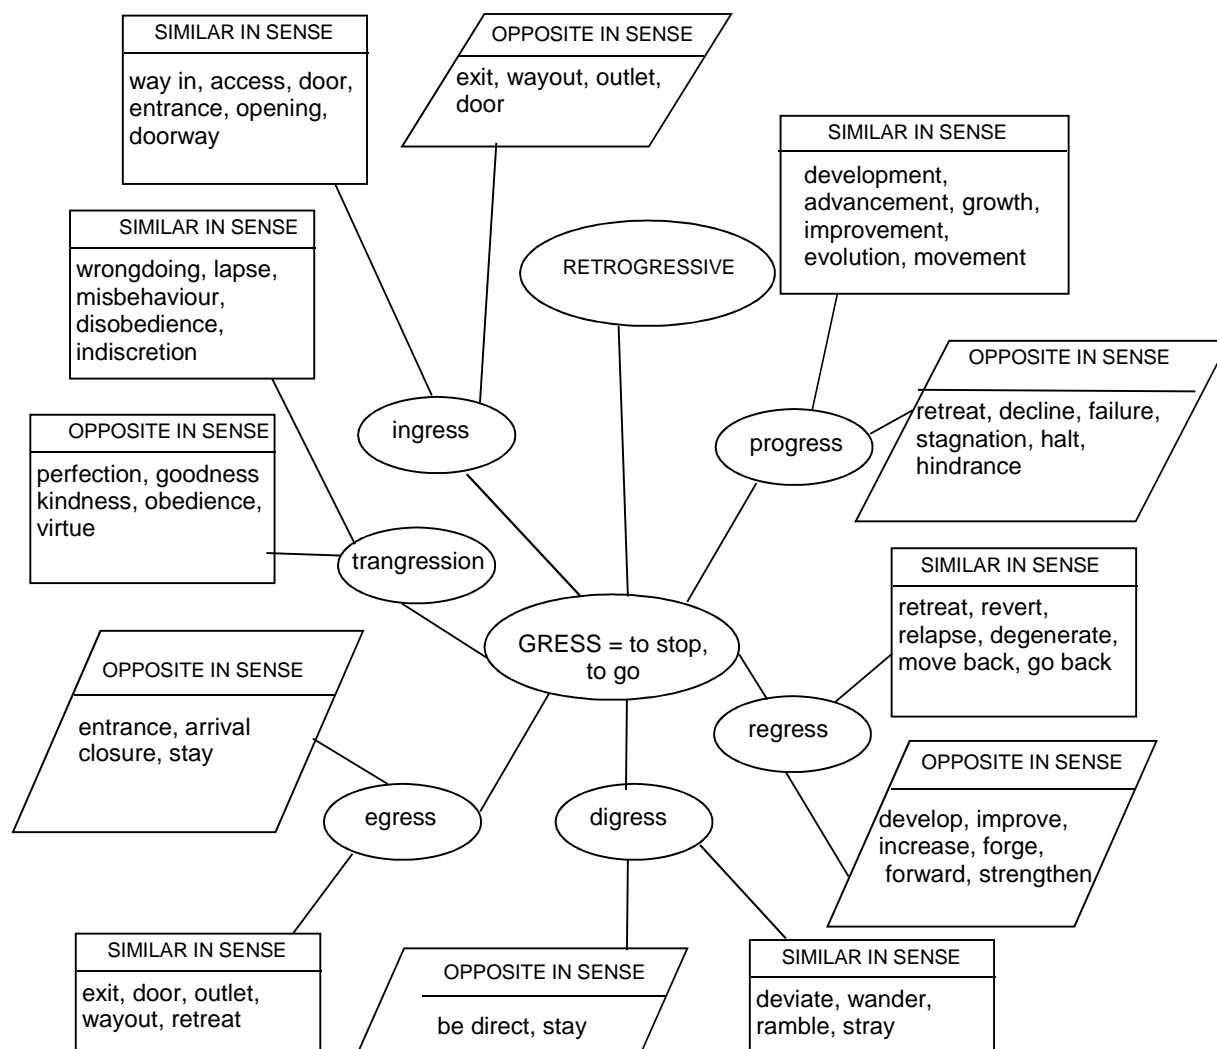 SIMILAR IN SENSE
way in, access, door,
entrance, opening,
doorway
OPPOSITE IN SENSE
exit, wayout, outlet,
door
SIMILAR IN SENSE
development,
advancement, growth,
improvement,
evolution, movement
SIMILAR IN SENSE
wrongdoing, lapse,
misbehaviour,
disobedience,
indiscretion
RETROGRESSIVE
OPPOSITE IN SENSE
retreat, decline, failure,
stagnation, halt,
hindrance
ingress
progress
OPPOSITE IN SENSE
perfection, goodness
kindness, obedience,
virtue
trangression
SIMILAR IN SENSE
retreat, revert,
relapse, degenerate,
move back, go back
GRESS = to stop,
to go
OPPOSITE IN SENSE
entrance, arrival
closure, stay
regress
OPPOSITE IN SENSE
develop, improve,
increase, forge,
forward, strengthen
egress
digress
SIMILAR IN SENSE
exit, door, outlet,
wayout, retreat
OPPOSITE IN SENSE
be direct, stay
SIMILAR IN SENSE
deviate, wander,
ramble, stray